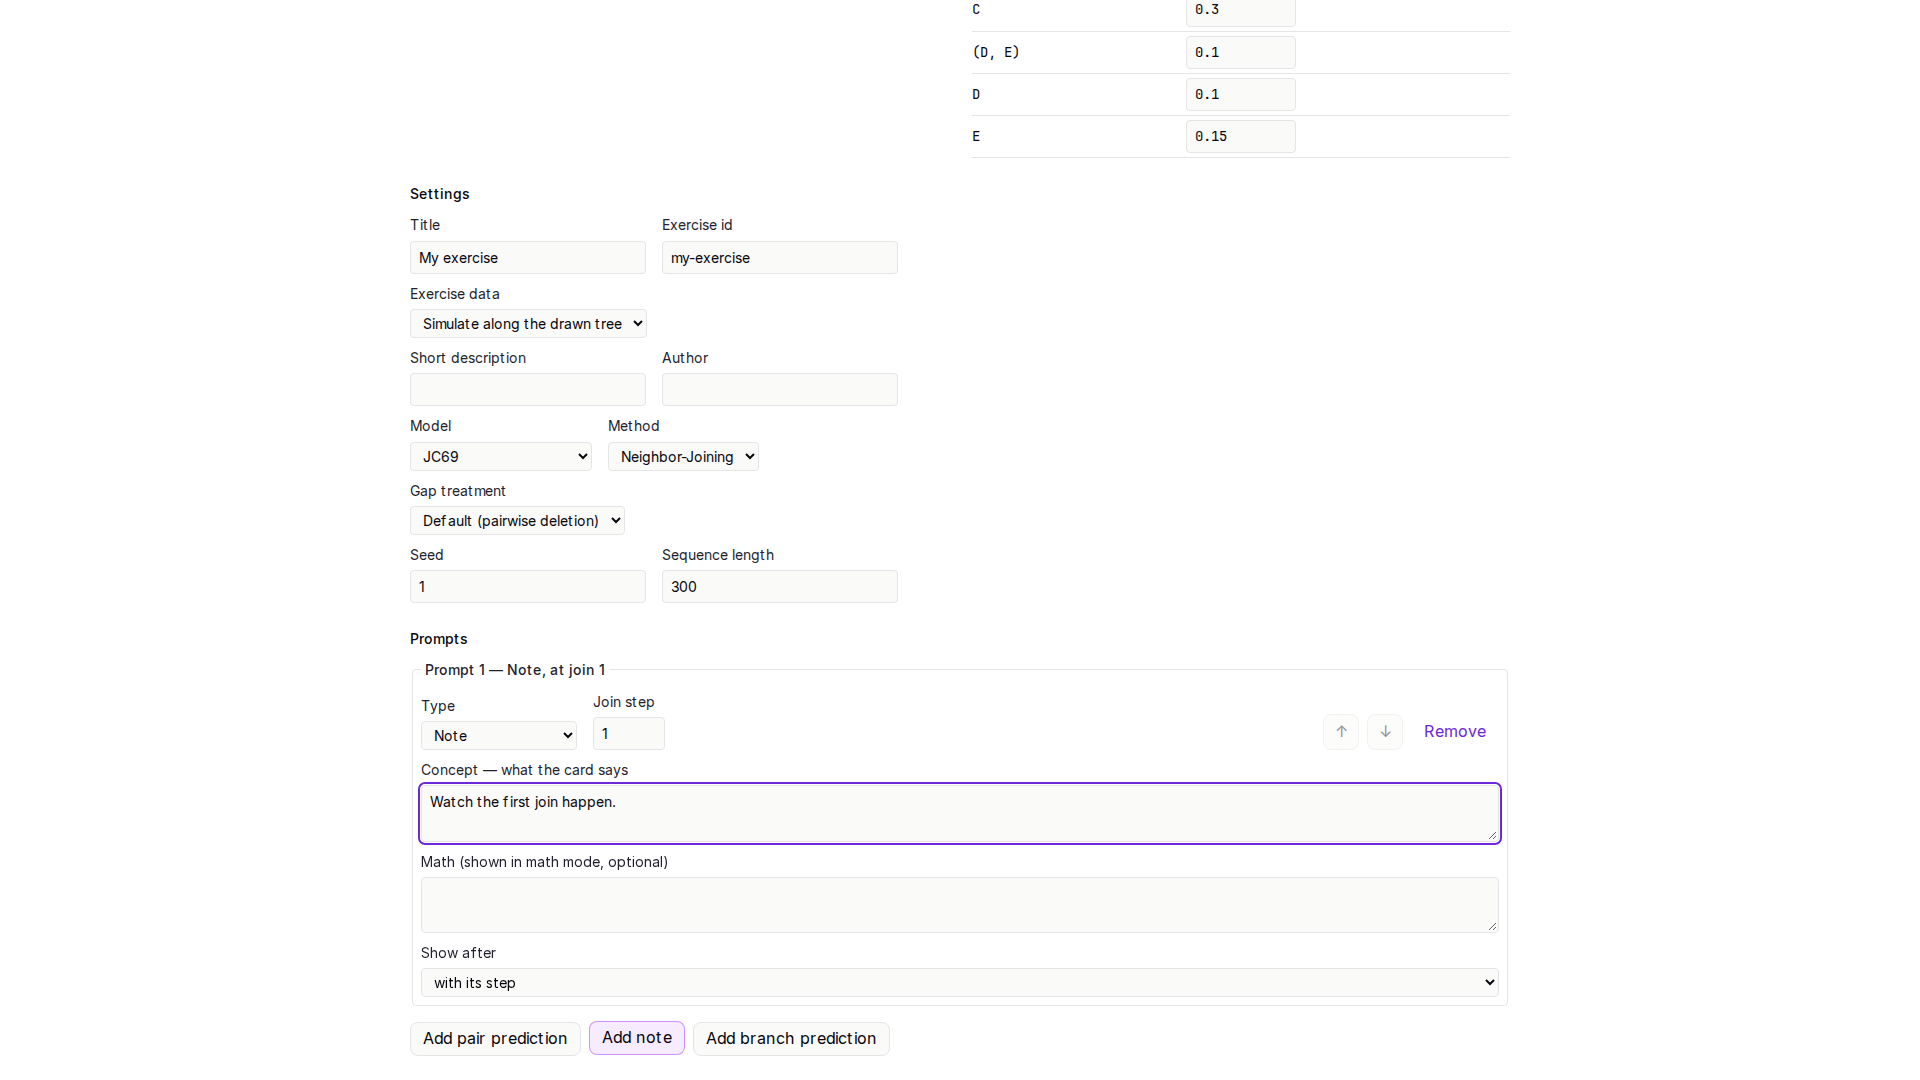 C 0.3
(D, E) 0.1
D 0.1
E 0.15
Settings
Title Exercise id
My exercise my-exercise
Exercise data
Simulate along the drawn tree
Short description Author
Model Method
JC69 Neighbor-Joining
Gap treatment
Default (pairwise deletion)
Seed Sequence length
1 300
Prompts
Prompt 1 — Note, at join 1
Type Join step
Note 1 ↑ ↓ Remove
Concept — what the card says
Watch the first join happen.
Math (shown in math mode, optional)
Show after
with its step
Add pair prediction Add note Add branch prediction